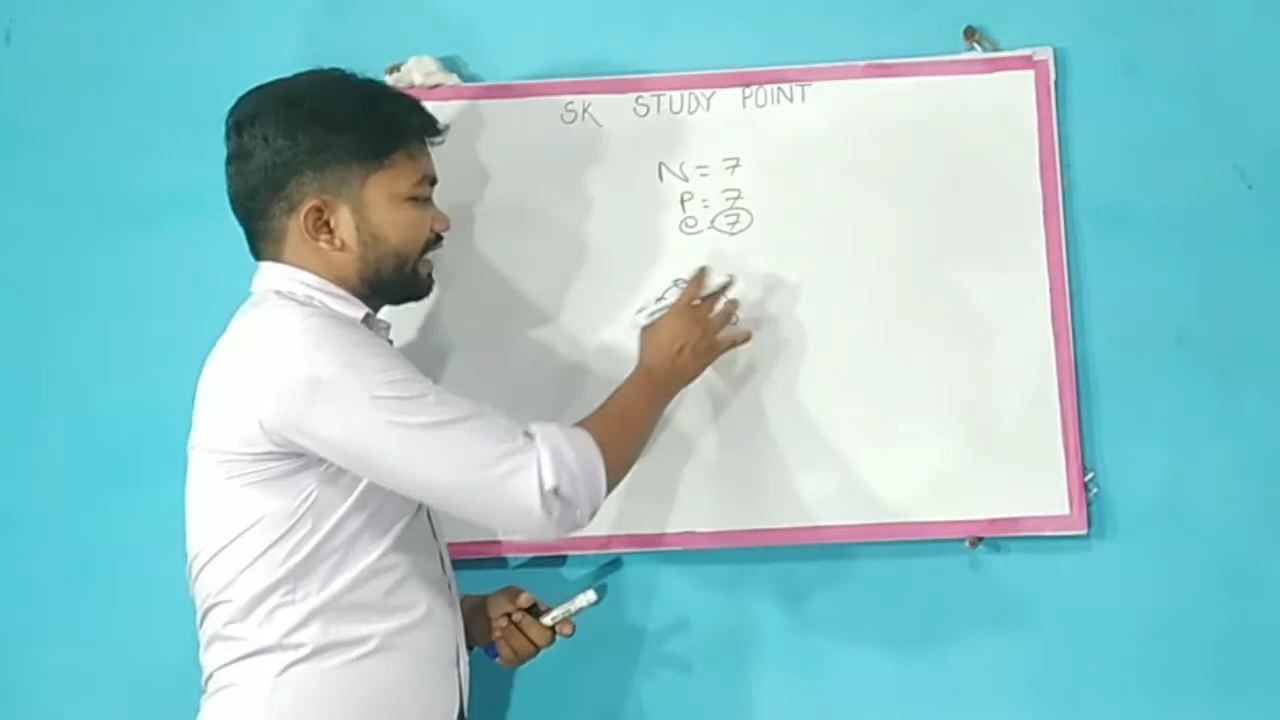 SK STUDY POINT
N = 7
P = 7
e 7